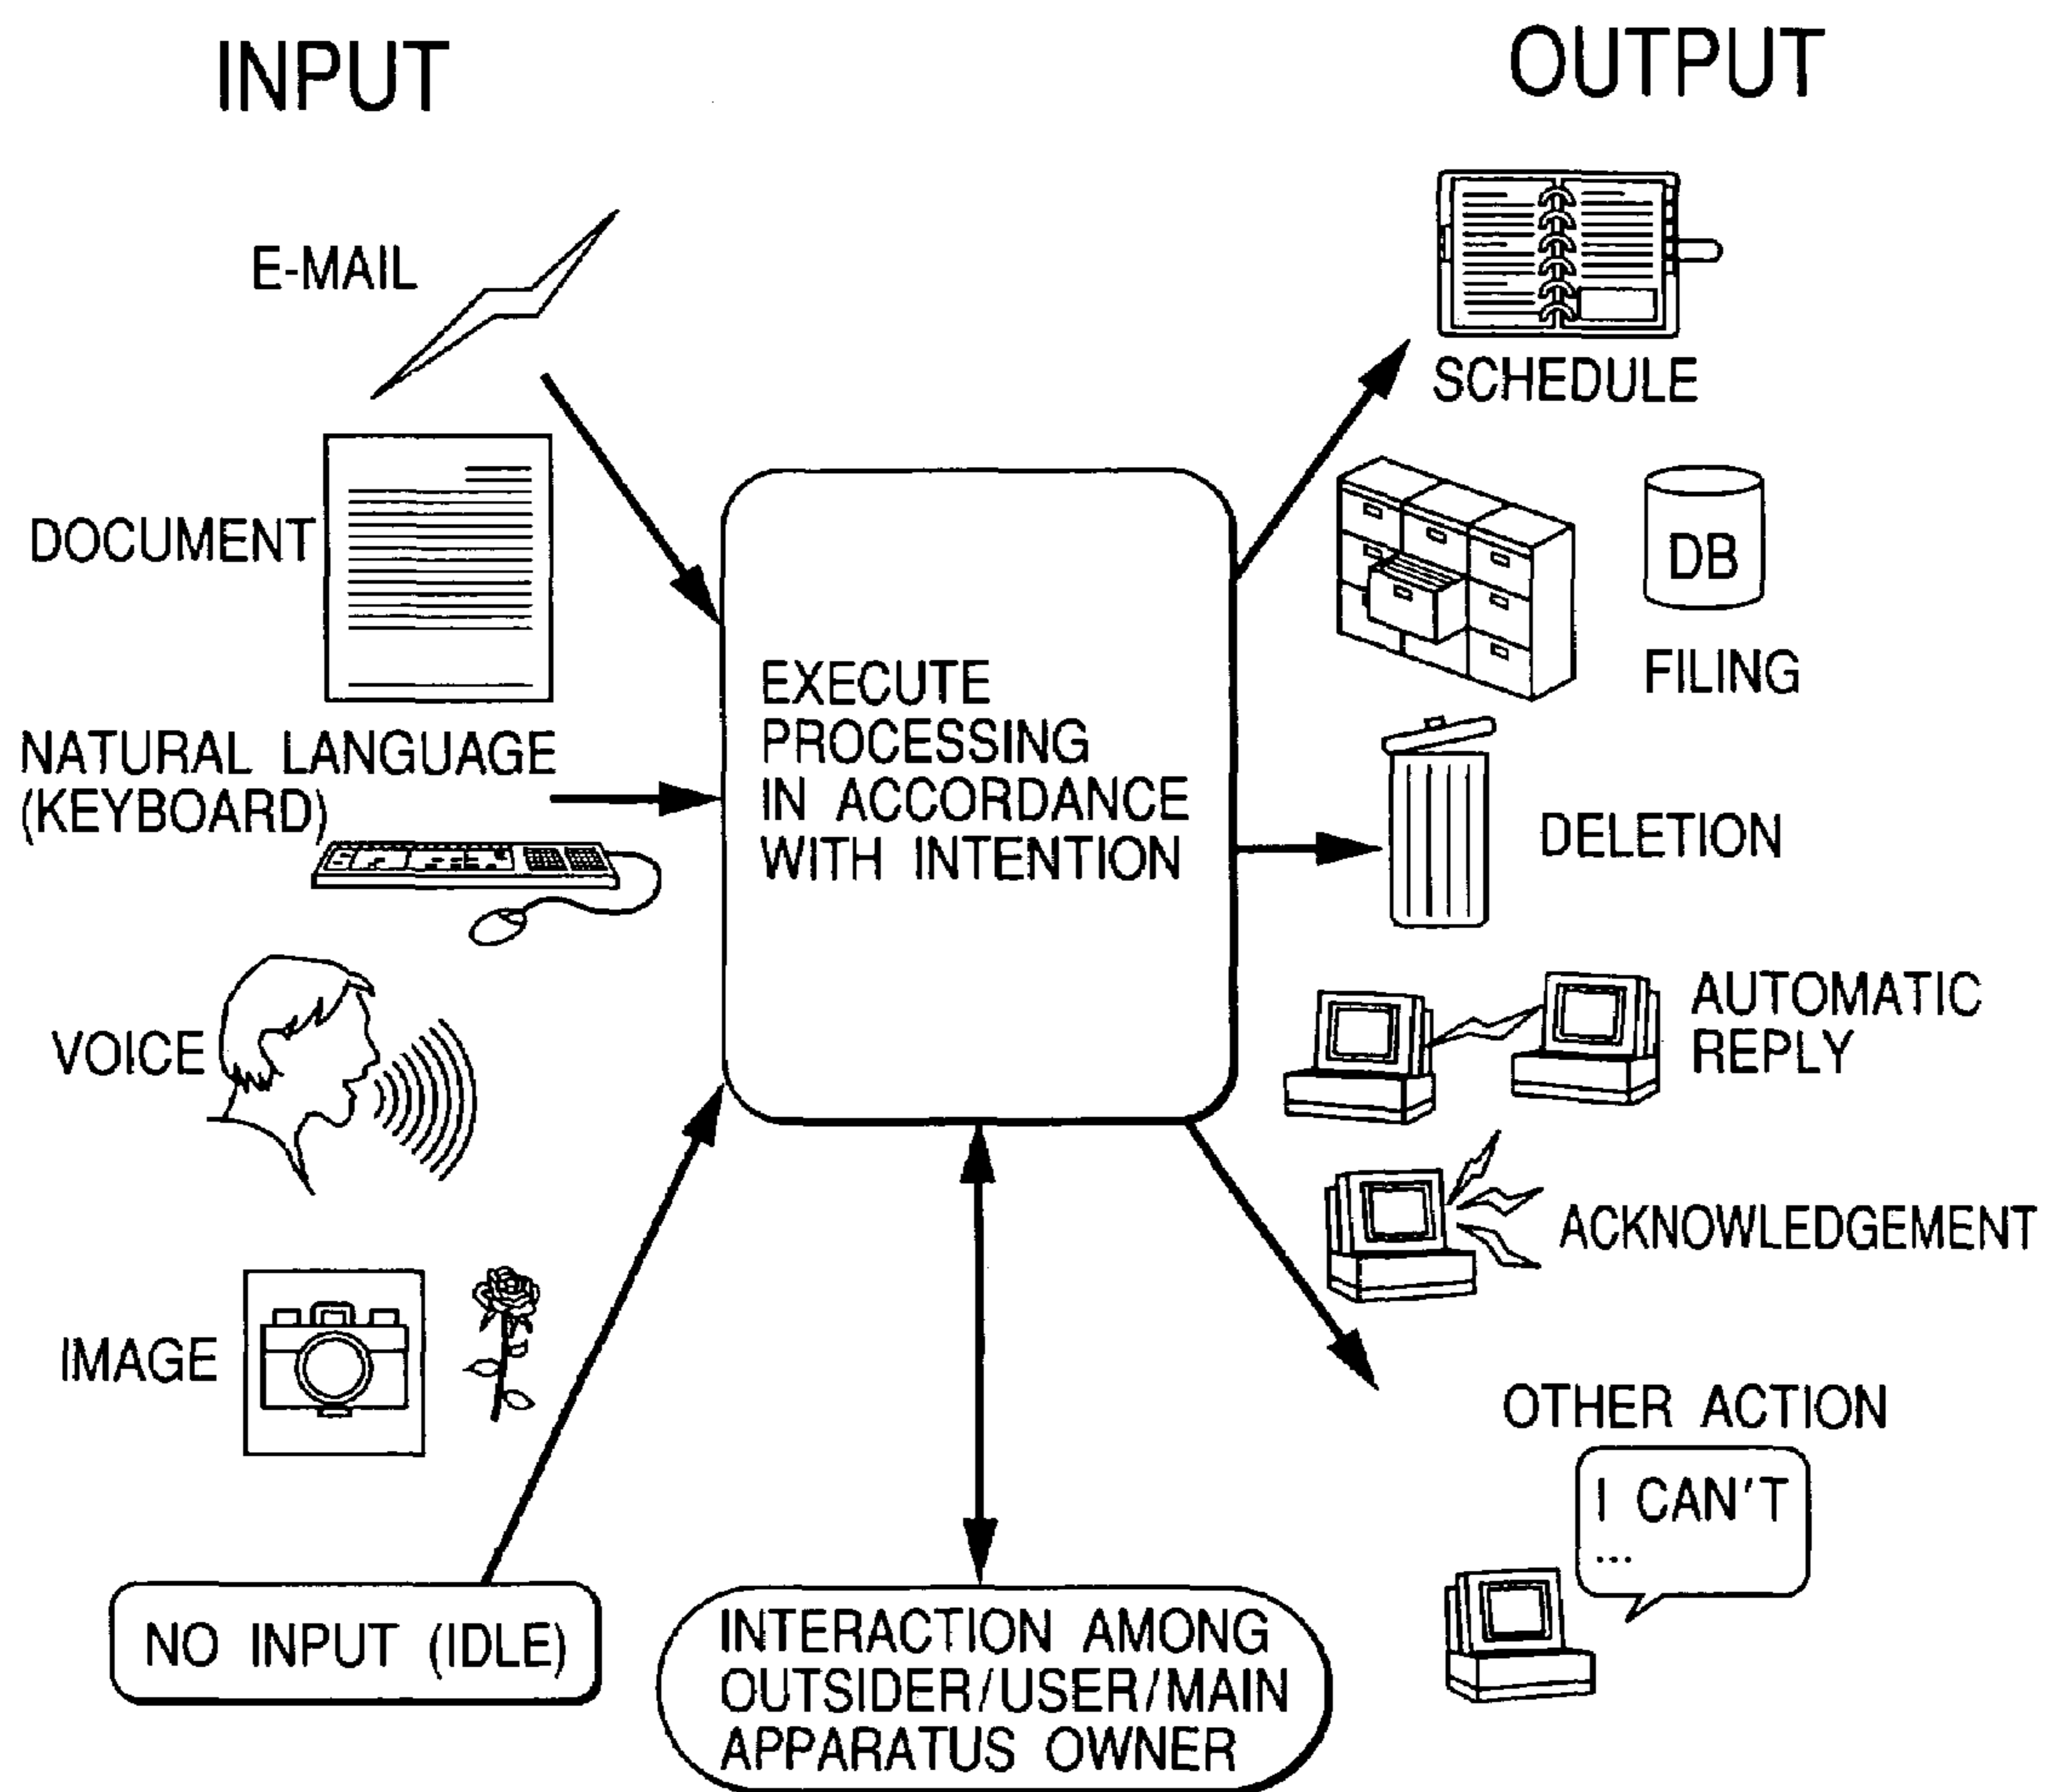 INPUT
OUTPUT
E-MAIL
DOCUMENT
NATURAL LANGUAGE
(KEYBOARD)
VOICE
IMAGE
NO INPUT (IDLE)
EXECUTE
PROCESSING
IN ACCORDANCE
WITH INTENTION
INTERACTION AMONG
OUTSIDER/USER/MAIN
APPARATUS OWNER
SCHEDULE
DB
FILING
DELETION
AUTOMATIC
REPLY
ACKNOWLEDGEMENT
OTHER ACTION
I CAN'T
...